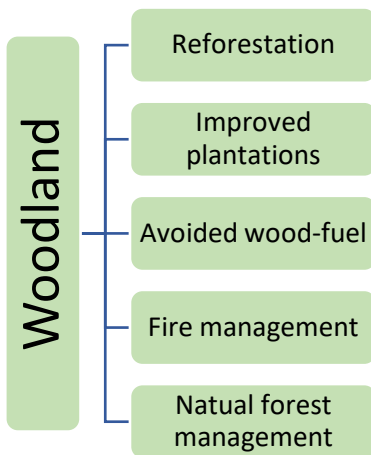 Woodland
Reforestation
Improved
plantations
Avoided wood-fuel
Fire management
Natual forest
management